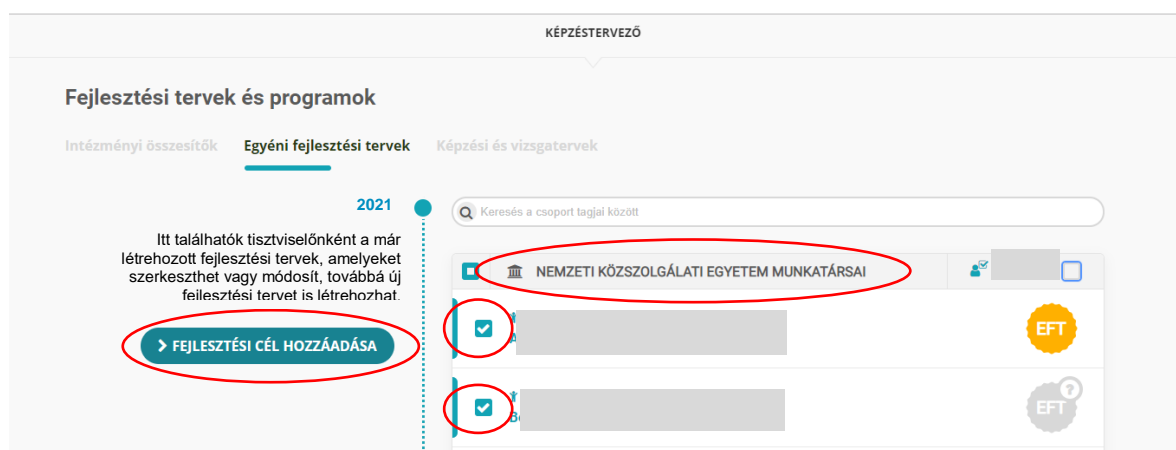 KÉPZÉSTERVEZŐ
Fejlesztési tervek és programok
Intézményi összesítők Egyéni fejlesztési tervek Képzési és vizsgatervek
2021
Itt találhatók tisztviselőnként a már
létrehozott fejlesztési tervek, amelyeket
szerkeszthet vagy módosít, továbbá új
fejlesztési tervet is létrehozhat.
FEJLESZTÉSI CÉL HOZZÁADÁSA
Keresés a csoport tagjai között
NEMZETI KÖZSZOLGÁLATI EGYETEM MUNKATÁRSAI
EFT
EFT ?